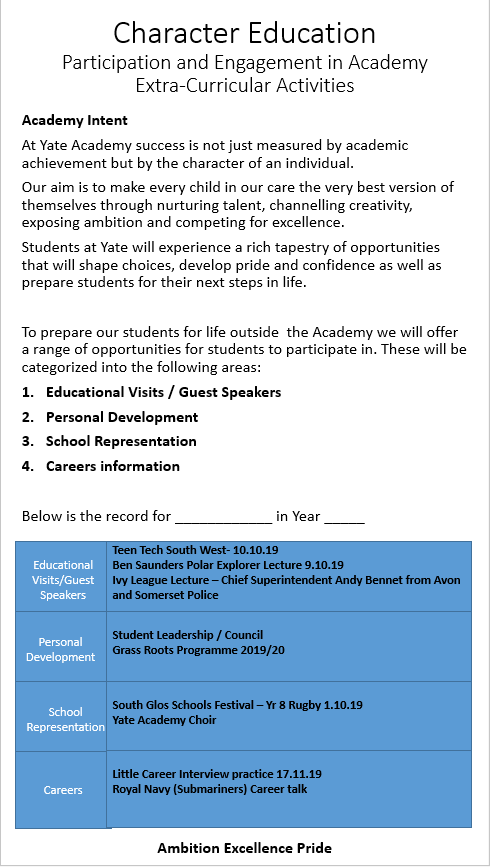 Character Education
Participation and Engagement in Academy
Extra-Curricular Activities
Academy Intent
At Yate Academy success is not just measured by academic
achievement but by the character of an individual.
Our aim is to make every child in our care the very best version of
themselves through nurturing talent, channelling creativity,
exposing ambition and competing for excellence.
Students at Yate will experience a rich tapestry of opportunities
that will shape choices, develop pride and confidence as well as
prepare students for their next steps in life.
To prepare our students for life outside  the Academy we will offer
a range of opportunities for students to participate in. These will be
categorized into the following areas:
1. Educational Visits / Guest Speakers
2. Personal Development
3. School Representation
4. Careers information
Below is the record for ____________ in Year _____
Educational
Visits/Guest
Speakers
Teen Tech South West- 10.10.19
Ben Saunders Polar Explorer Lecture 9.10.19
Ivy League Lecture – Chief Superintendent Andy Bennet from Avon
and Somerset Police
Personal
Development
Student Leadership / Council
Grass Roots Programme 2019/20
School
Representation
South Glos Schools Festival – Yr 8 Rugby 1.10.19
Yate Academy Choir
Careers
Little Career Interview practice 17.11.19
Royal Navy (Submariners) Career talk
Ambition Excellence Pride